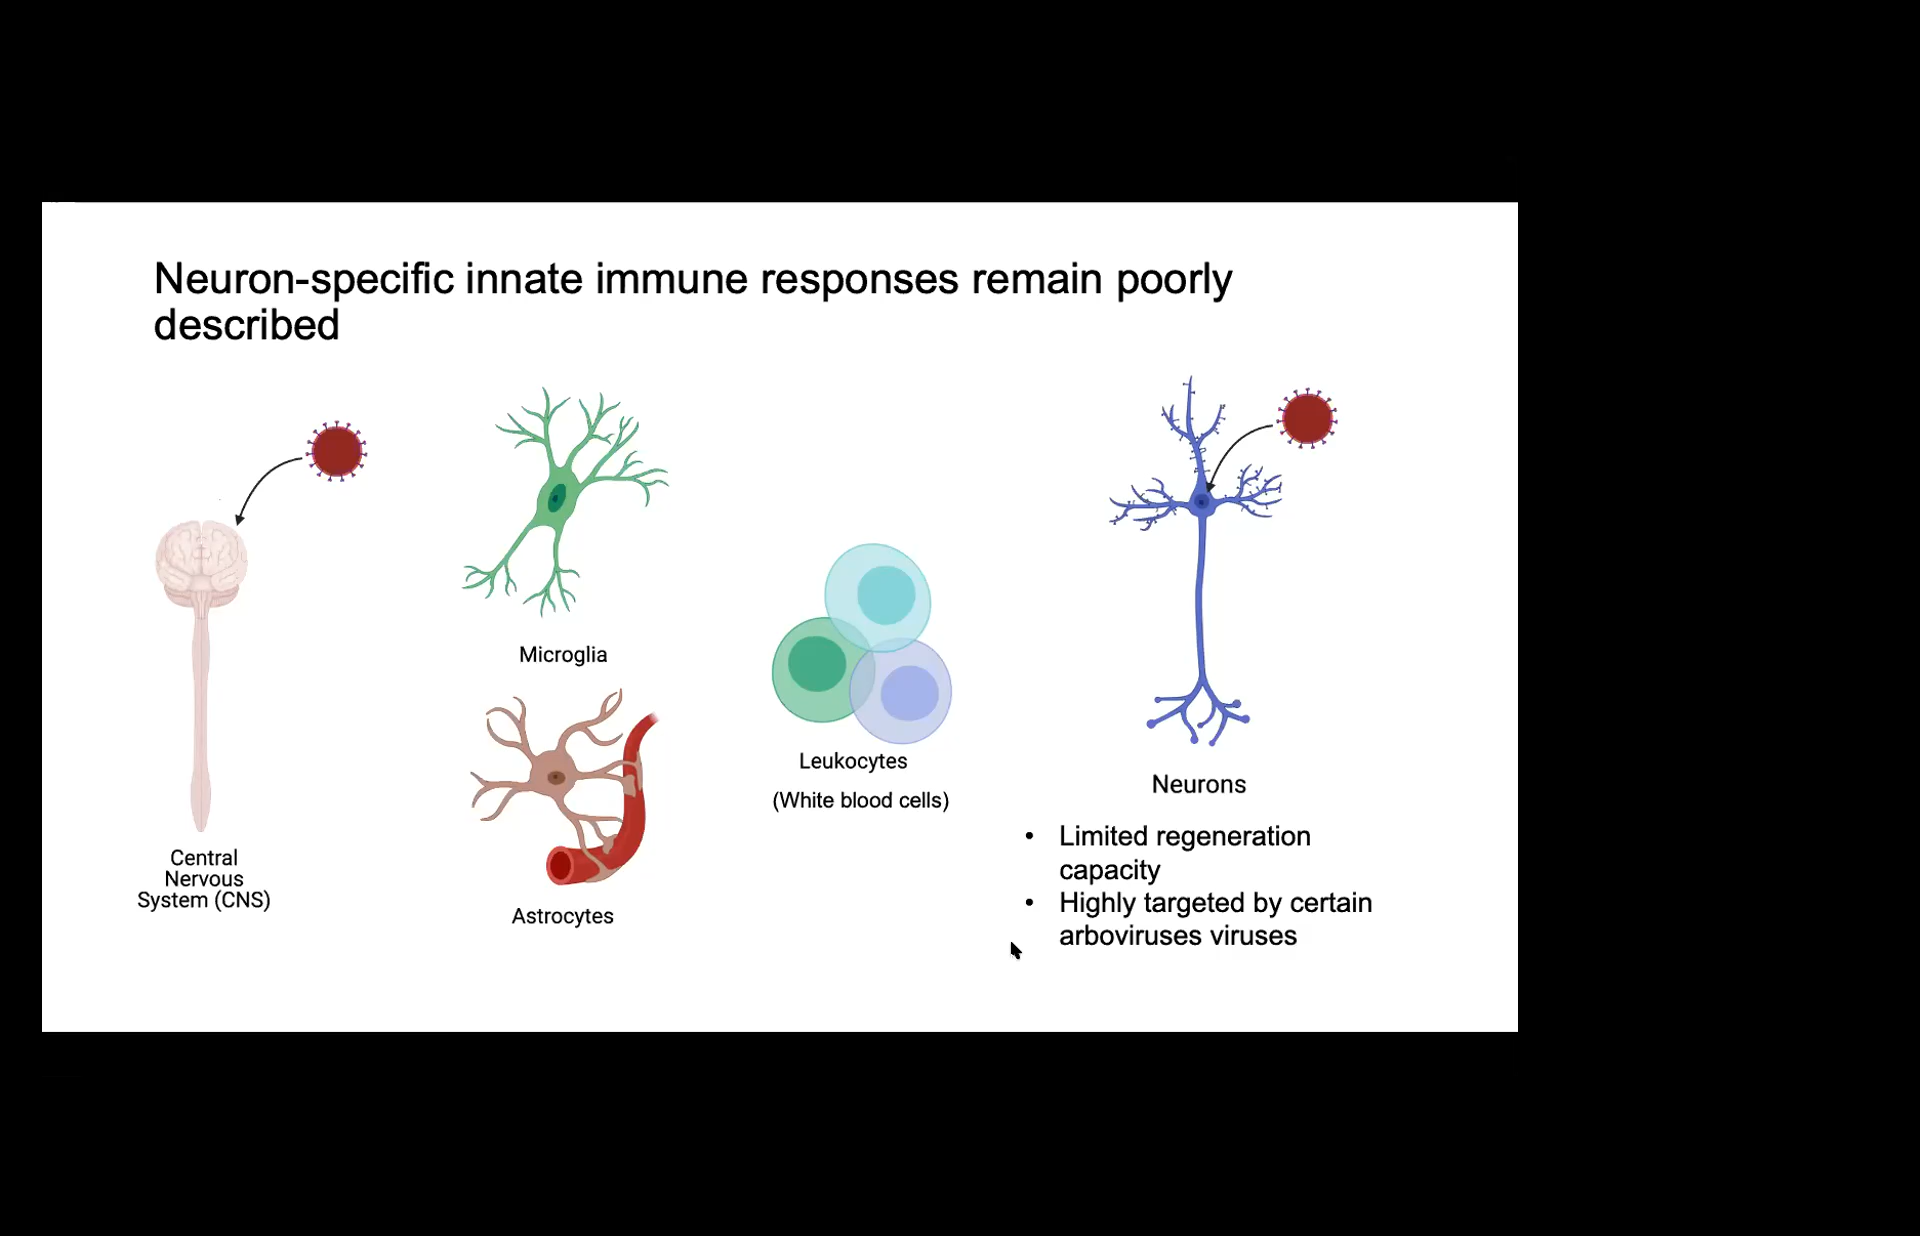 Neuron-specific innate immune responses remain poorly
described
Microglia
Astrocytes
Central
Nervous
System (CNS)
Leukocytes
(White blood cells)
Neurons
• Limited regeneration
capacity
• Highly targeted by certain
arboviruses viruses